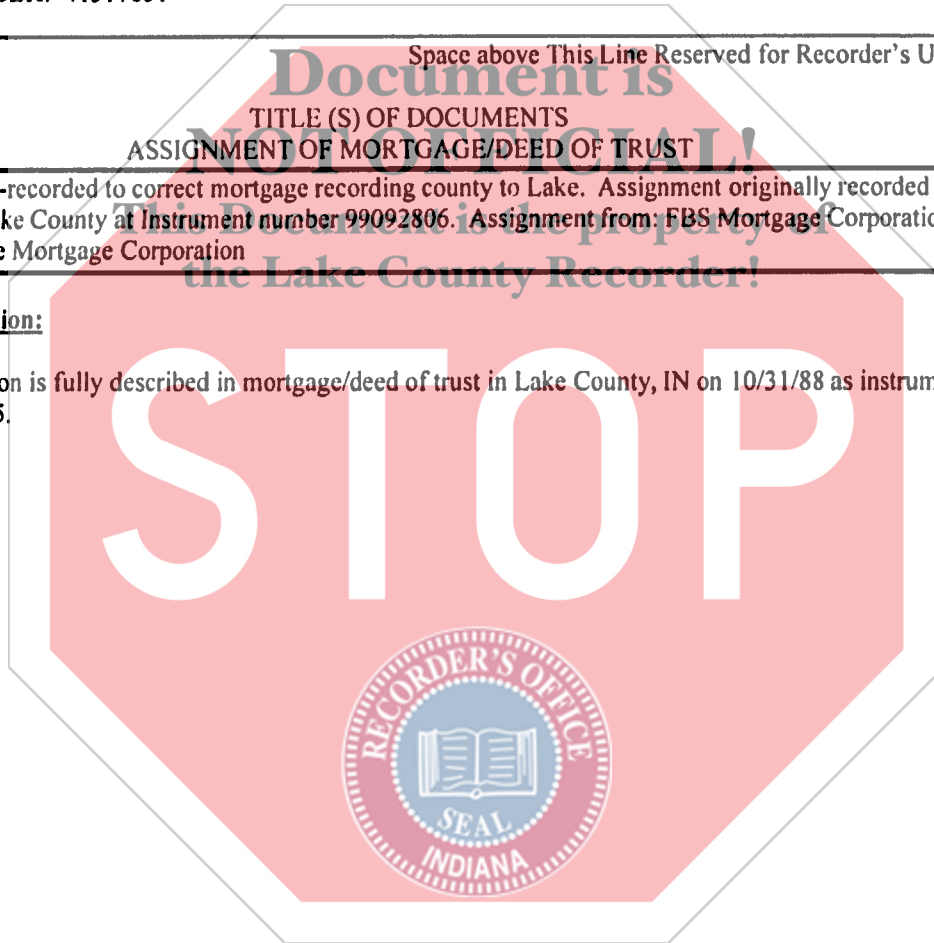 Space above This Line Reserved for Recorder's U
Document is
TITLE (S) OF DOCUMENTS
NOT OFFICIAL!
ASSIGNMENT OF MORTGAGE/DEED OF TRUST
-recorded to correct mortgage recording county to Lake. Assignment originally recorded
ke County at Instrument number 99092806. Assignment from: FBS Mortgage Corporatio
This Document is the property of
e Mortgage Corporation
the Lake County Recorder!
ion:
on is fully described in mortgage/deed of trust in Lake County, IN on 10/31/88 as instrum
5.
STOP
RECORDER'S OFFICE
SEAL
INDIANA